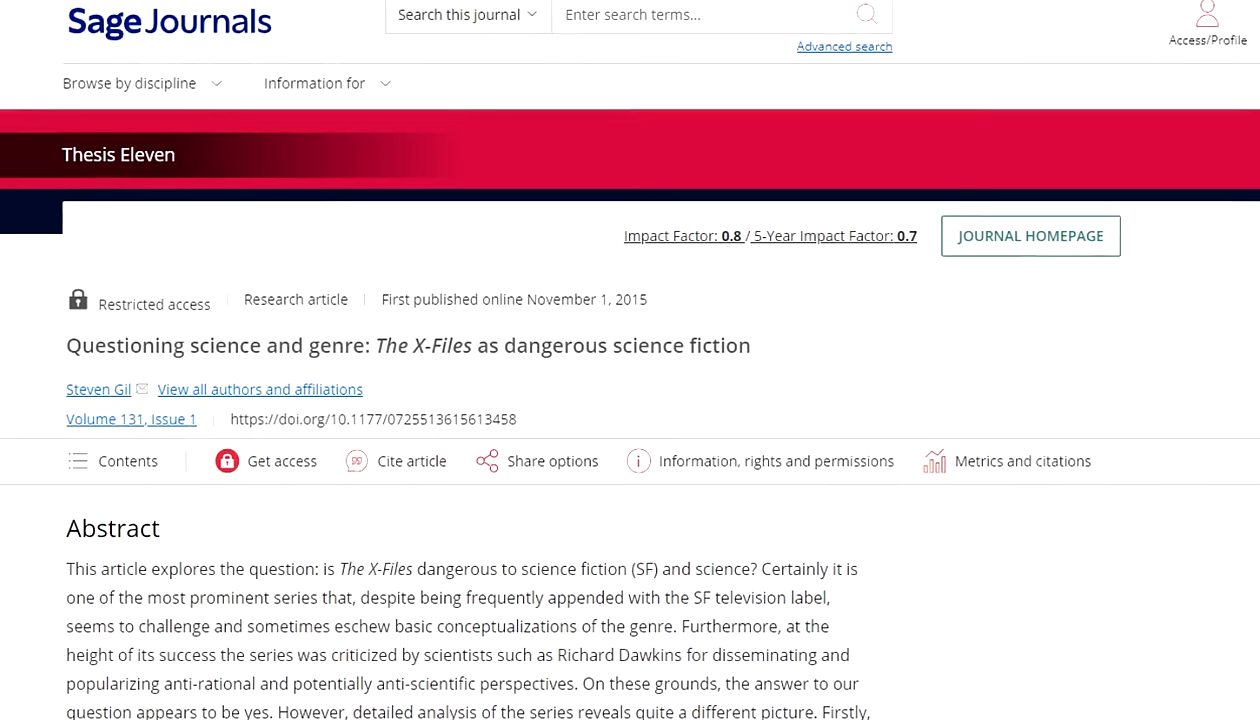 Sage Journals
Search this journal
Enter search terms...
Advanced search
Access/Profile
Browse by discipline
Information for
Thesis Eleven
Impact Factor: 0.8 / 5-Year Impact Factor: 0.7
JOURNAL HOMEPAGE
Restricted access
Research article
First published online November 1, 2015
Questioning science and genre: The X-Files as dangerous science fiction
Steven Gil
View all authors and affiliations
Volume 131, Issue 1
https://doi.org/10.1177/0725513615613458
Contents
Get access
Cite article
Share options
Information, rights and permissions
Metrics and citations
Abstract
This article explores the question: is The X-Files dangerous to science fiction (SF) and science? Certainly it is
one of the most prominent series that, despite being frequently appended with the SF television label,
seems to challenge and sometimes eschew basic conceptualizations of the genre. Furthermore, at the
height of its success the series was criticized by scientists such as Richard Dawkins for disseminating and
popularizing anti-rational and potentially anti-scientific perspectives. On these grounds, the answer to our
question appears to be yes. However, detailed analysis of the series reveals quite a different picture. Firstly,